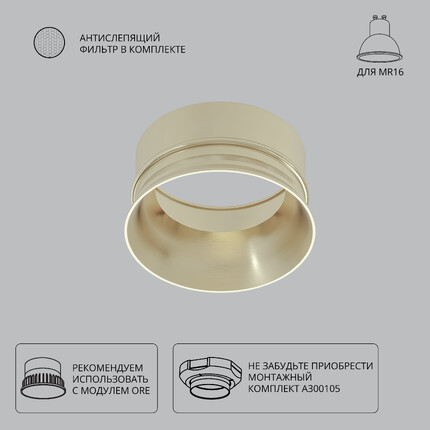 АНТИСЛЕПЯЩИЙ
ФИЛЬТР В КОМПЛЕКТЕ
ДЛЯ MR16
РЕКОМЕНДУЕМ
ИСПОЛЬЗОВАТЬ
С МОДУЛЕМ ORE
НЕ ЗАБУДЬТЕ ПРИОБРЕСТИ
МОНТАЖНЫЙ
КОМПЛЕКТ A300105